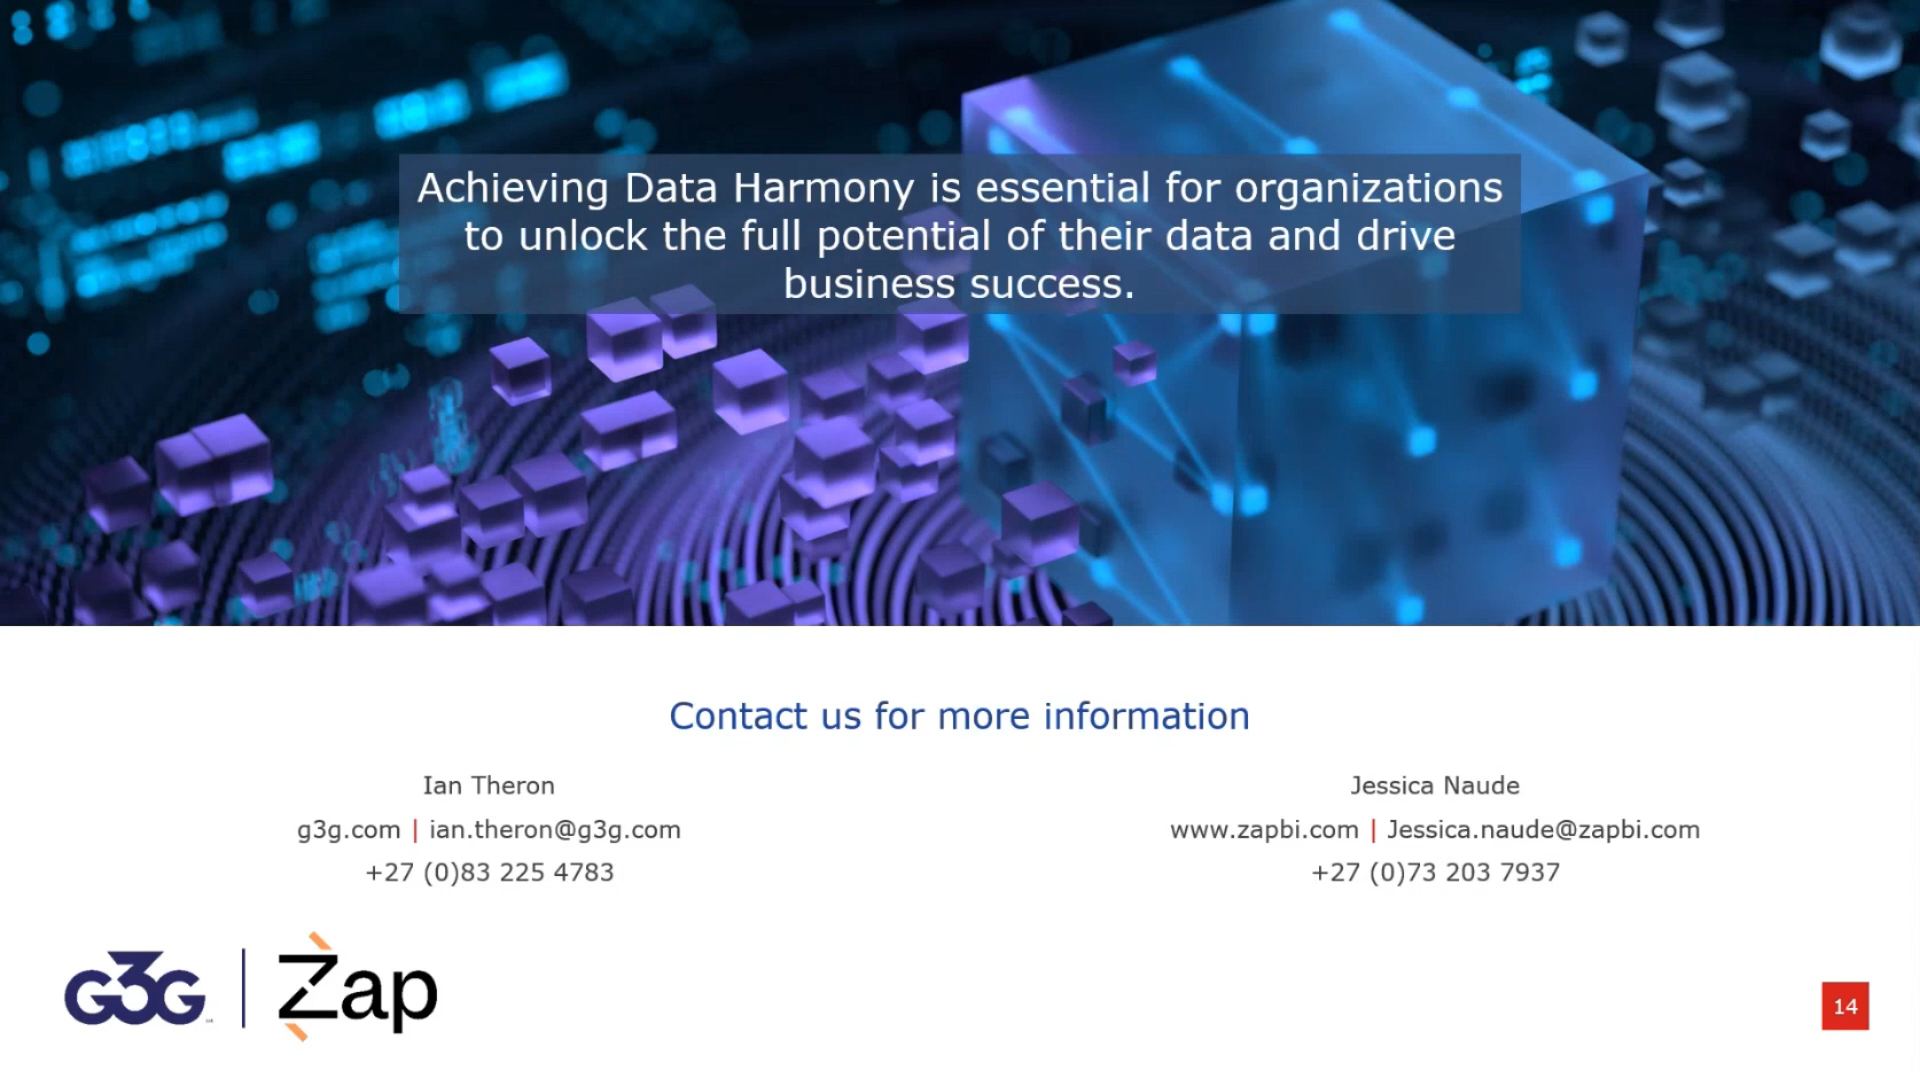 Achieving Data Harmony is essential for organizations
to unlock the full potential of their data and drive
business success.
Contact us for more information
Ian Theron
g3g.com | ian.theron@g3g.com
+27 (0)83 225 4783
Jessica Naude
www.zapbi.com | Jessica.naude@zapbi.com
+27 (0)73 203 7937
G3G | Zap
14